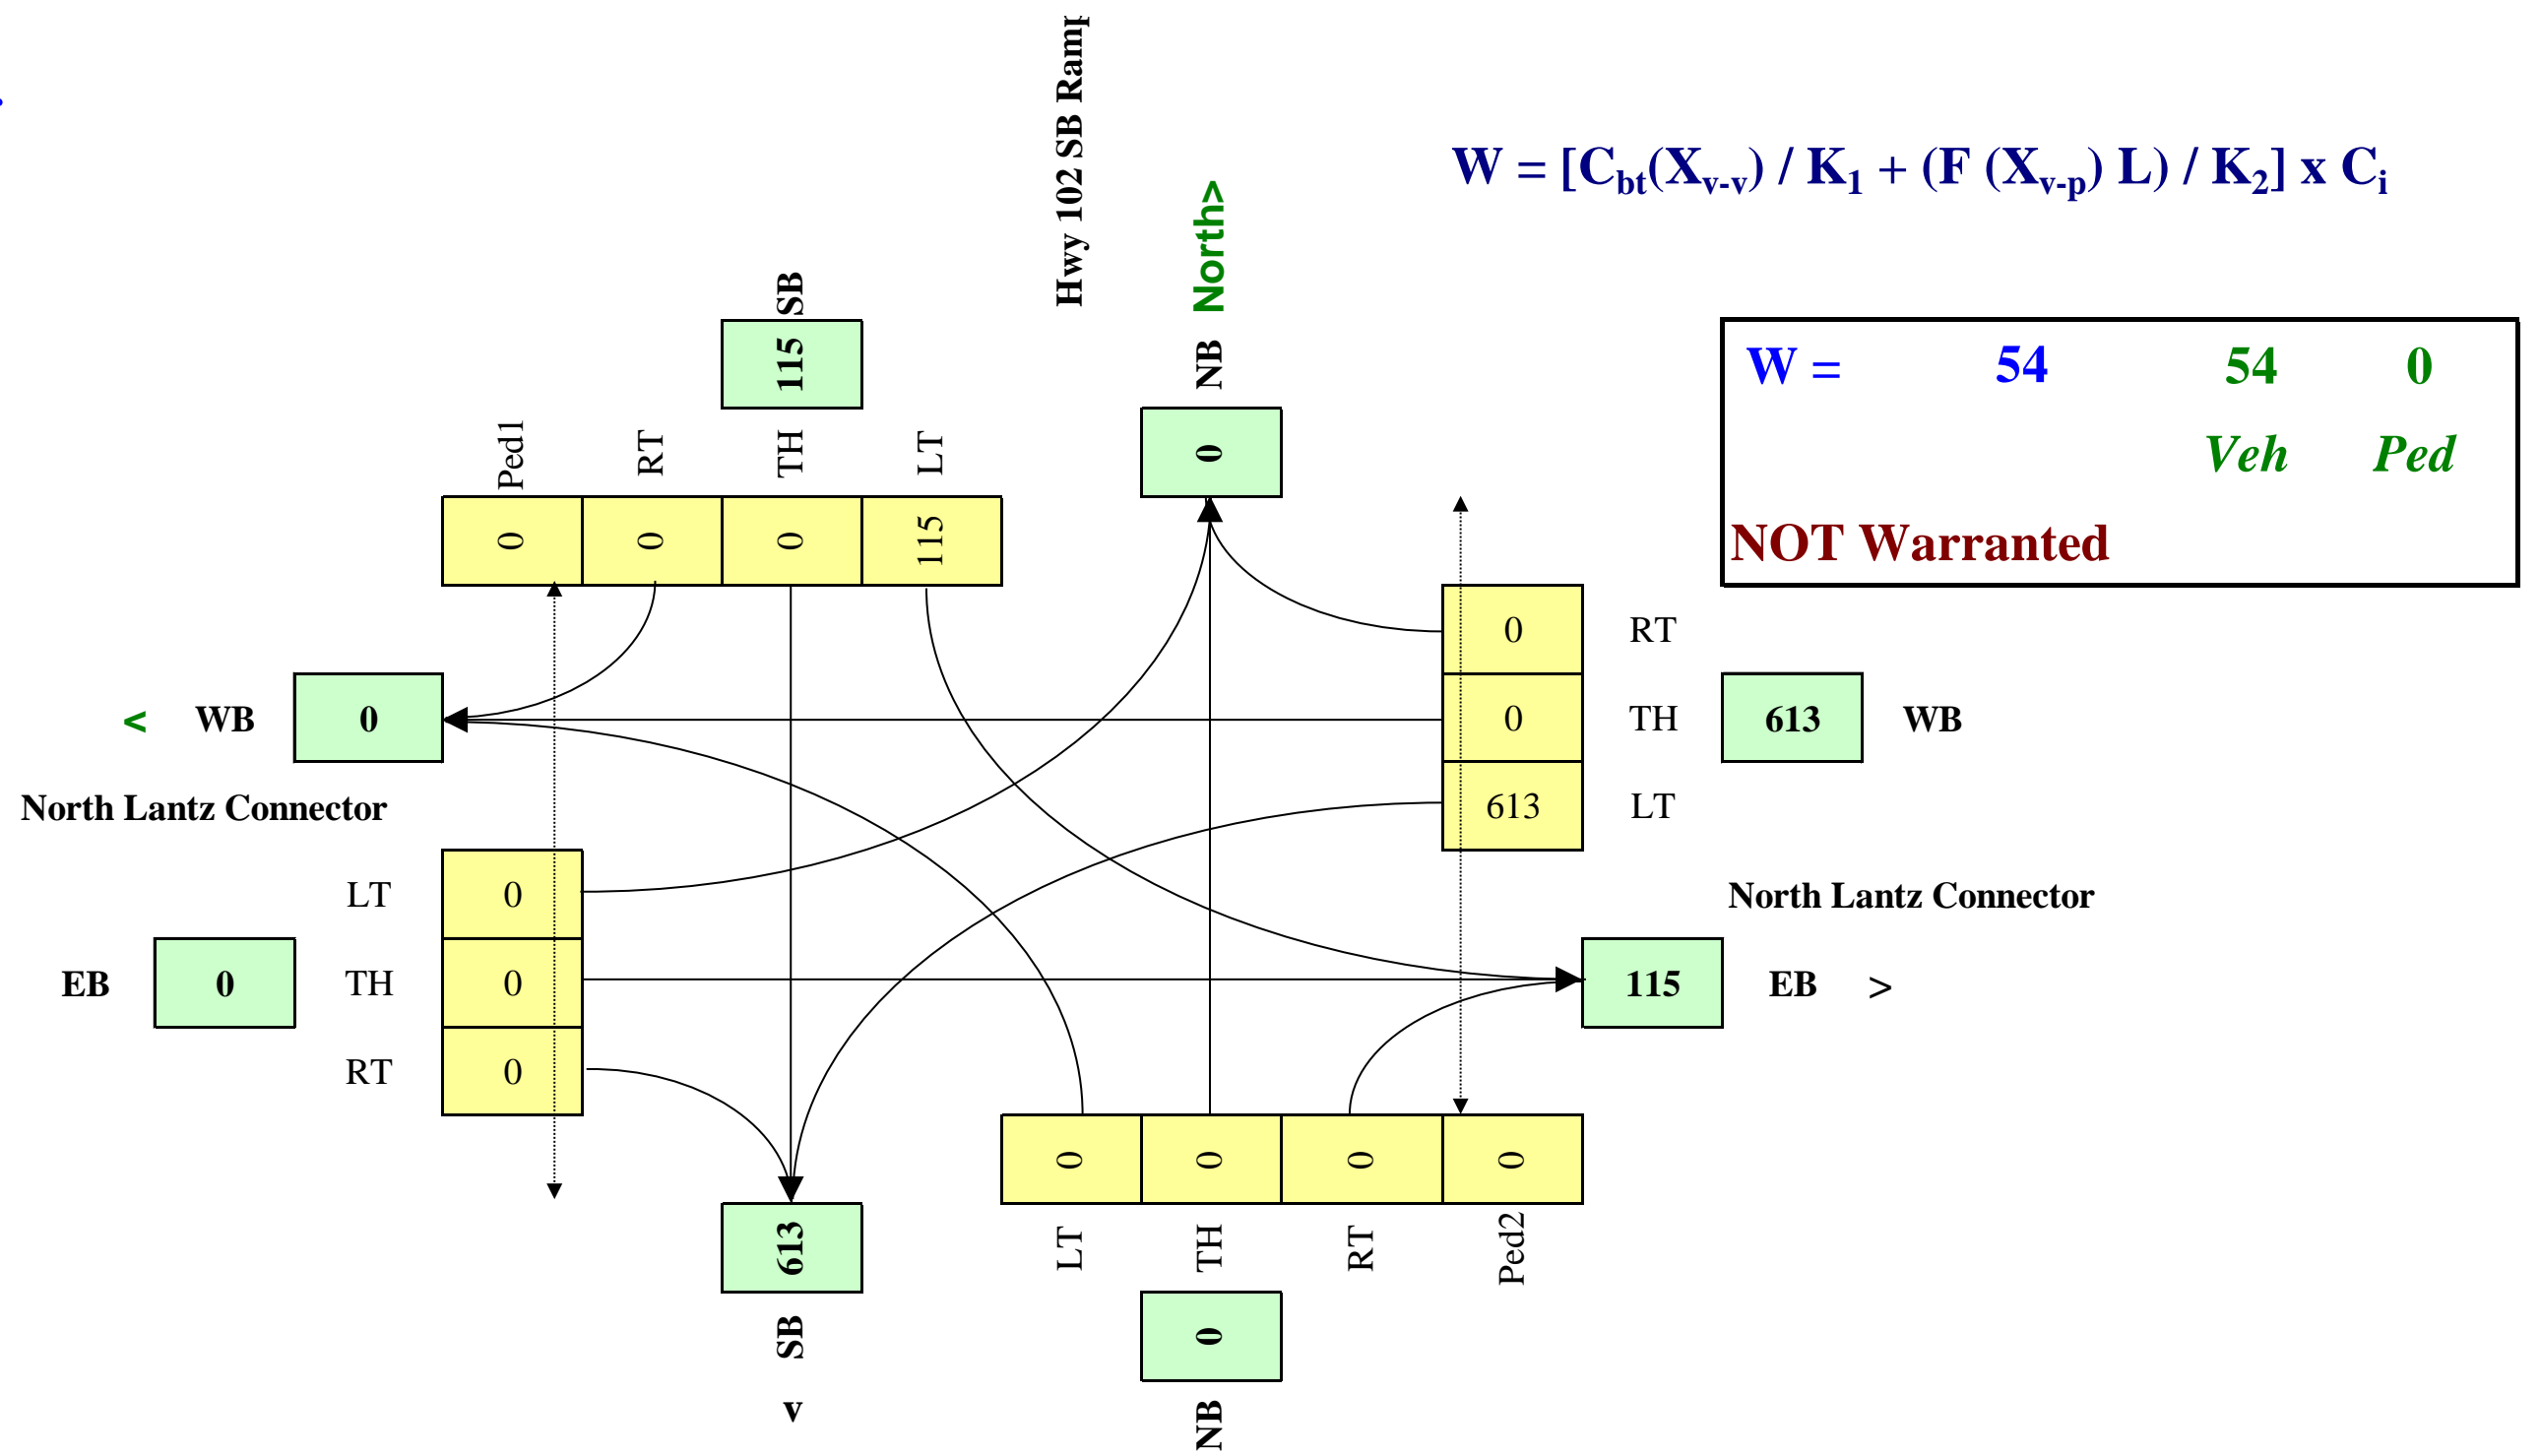 Hwy 102 SB Ramp
W = [Cbt(Xv-v) / K1 + (F (Xv-p) L) / K2] x Ci
North>
SB
115
NB
0
W = 54 54 0
Veh Ped
NOT Warranted
Ped1 RT TH LT
0 0 0 115
0 RT
< WB 0
0 TH 613 WB
613 LT
North Lantz Connector
LT 0
North Lantz Connector
EB 0 TH 0
115 EB >
RT 0
0 0 0 0
LT TH RT Ped2
613
SB
v
0
NB